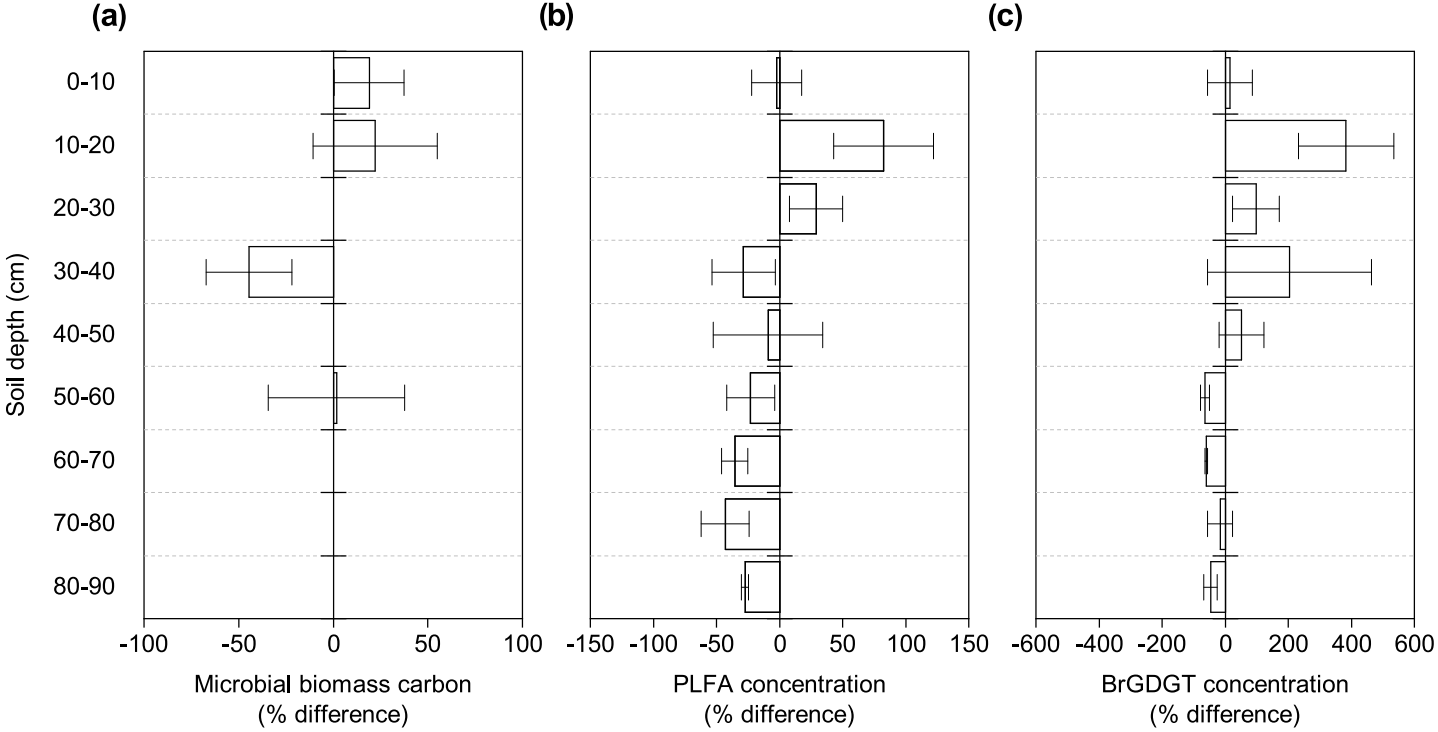 (a) (b) (c)
0-10
10-20
20-30
30-40
40-50
50-60
60-70
70-80
80-90
Soil depth (cm)
-100 -50 0 50 100
Microbial biomass carbon
(% difference)
-150 -100 -50 0 50 100 150
PLFA concentration
(% difference)
-600 -400 -200 0 200 400 600
BrGDGT concentration
(% difference)